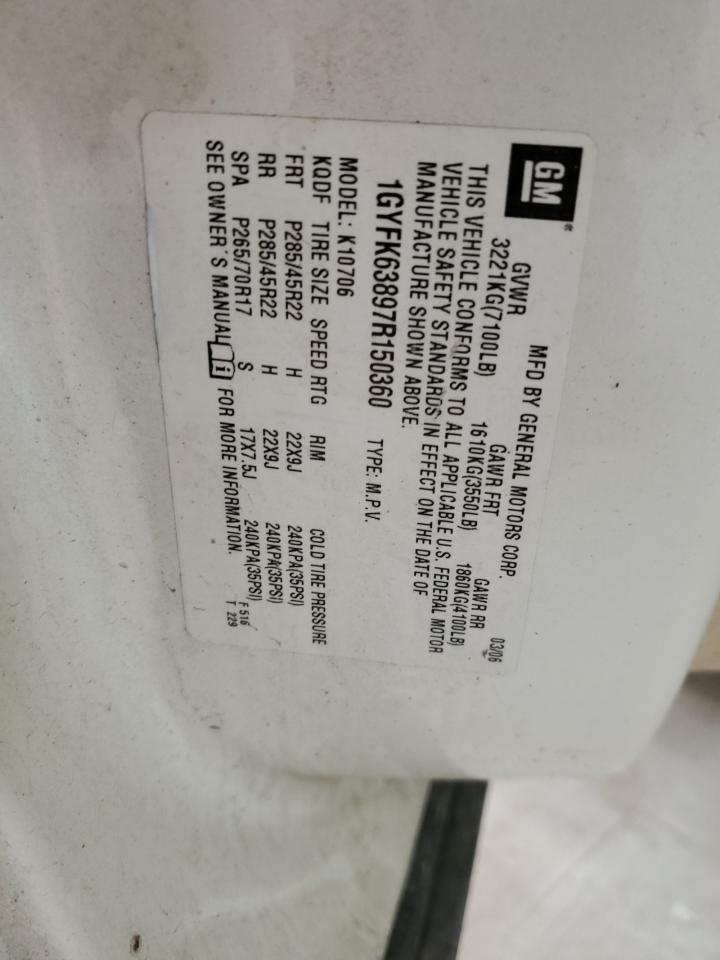 GM
MFD BY GENERAL MOTORS CORP. 03/06
GVWR GAWR FRT GAWR RR
3221KG(7100LB) 1610KG(3550LB) 1860KG(4100LB)
THIS VEHICLE CONFORMS TO ALL APPLICABLE U.S. FEDERAL MOTOR
VEHICLE SAFETY STANDARDS IN EFFECT ON THE DATE OF
MANUFACTURE SHOWN ABOVE.
1GYFK63897R150360 TYPE: M.P.V.
MODEL: K10706
KQDF TIRE SIZE SPEED RTG RIM COLD TIRE PRESSURE
FRT P285/45R22 H 22X9J 240KPA(35PSI)
RR P285/45R22 H 22X9J 240KPA(35PSI)
SPA P265/70R17 S 17X7.5J 240KPA(35PSI)
SEE OWNER'S MANUAL FOR MORE INFORMATION.
F 516
T 229